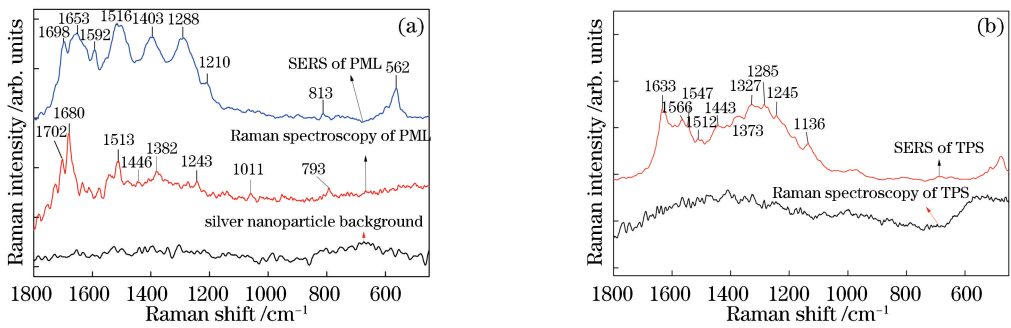 (a)
1698
1653
1592
1516
1403
1288
1210
813
562
SERS of PML
1702
1680
1513
1446
1382
1243
1011
793
Raman spectroscopy of PML
silver nanoparticle background
Raman intensity /arb. units
1800 1600 1400 1200 1000 800 600
Raman shift /cm⁻¹
(b)
1633
1566
1547
1512
1443
1327
1373
1285
1245
1136
SERS of TPS
Raman spectroscopy of TPS
Raman intensity /arb. units
1800 1600 1400 1200 1000 800 600
Raman shift /cm⁻¹